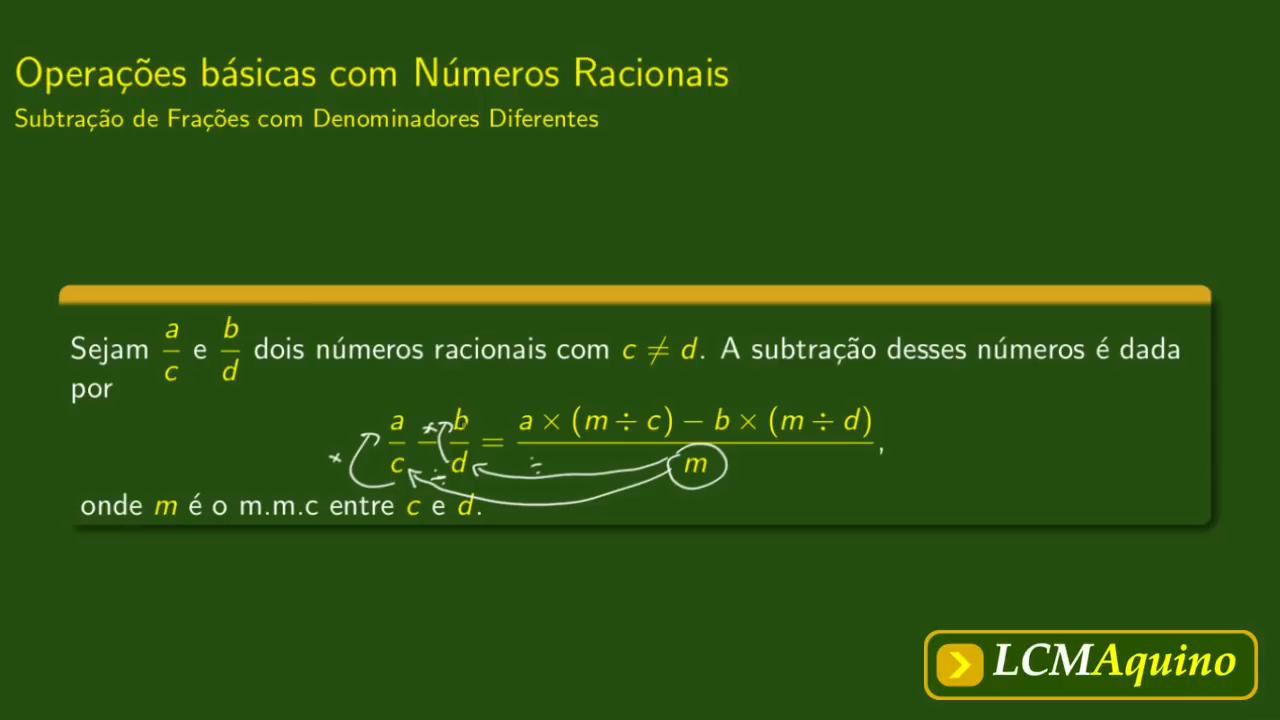 Operações básicas com Números Racionais
Subtração de Frações com Denominadores Diferentes
Sejam a/c e b/d dois números racionais com c ≠ d. A subtração desses números é dada
por
a/c − b/d = (a × (m ÷ c) − b × (m ÷ d))/m,
× × ÷ ÷
onde m é o m.m.c entre c e d.
LCMAquino